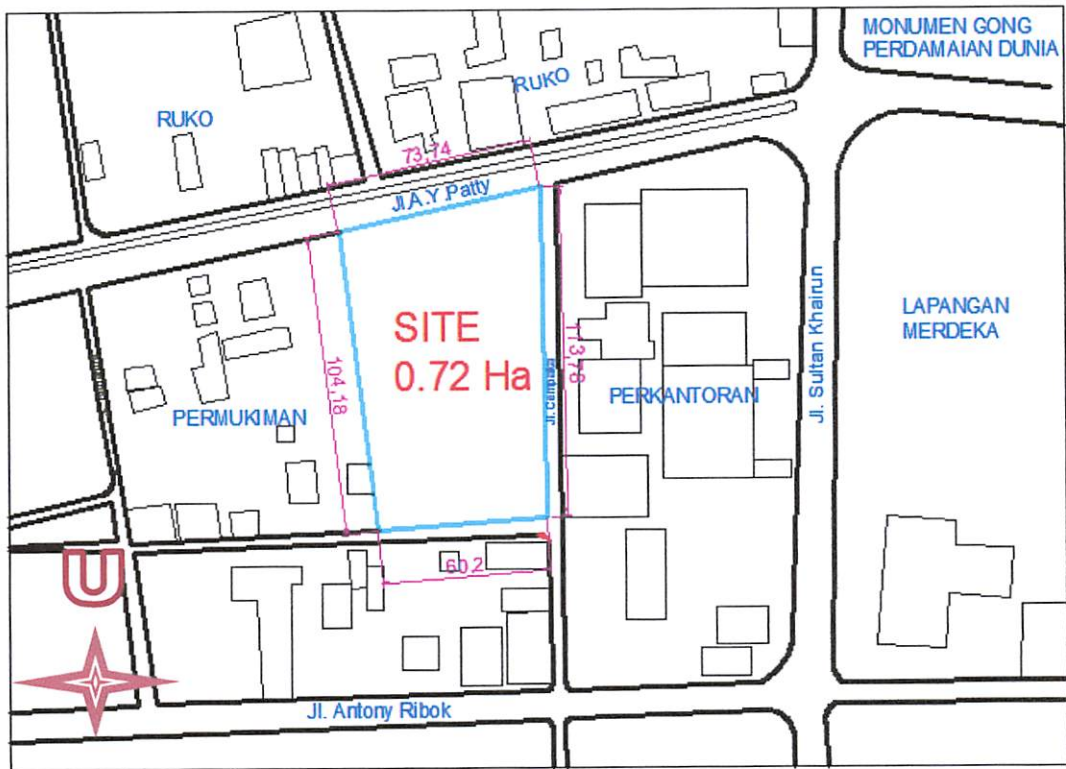 MONUMEN GONG
PERDAMAIAN DUNIA
RUKO
RUKO
73,74
Jl.A.Y.Patty
SITE
0.72 Ha
104,18
113,78
PERMUKIMAN
PERKANTORAN
Jl. Sultan Khairun
LAPANGAN
MERDEKA
60,2
U
Jl. Antony Ribok